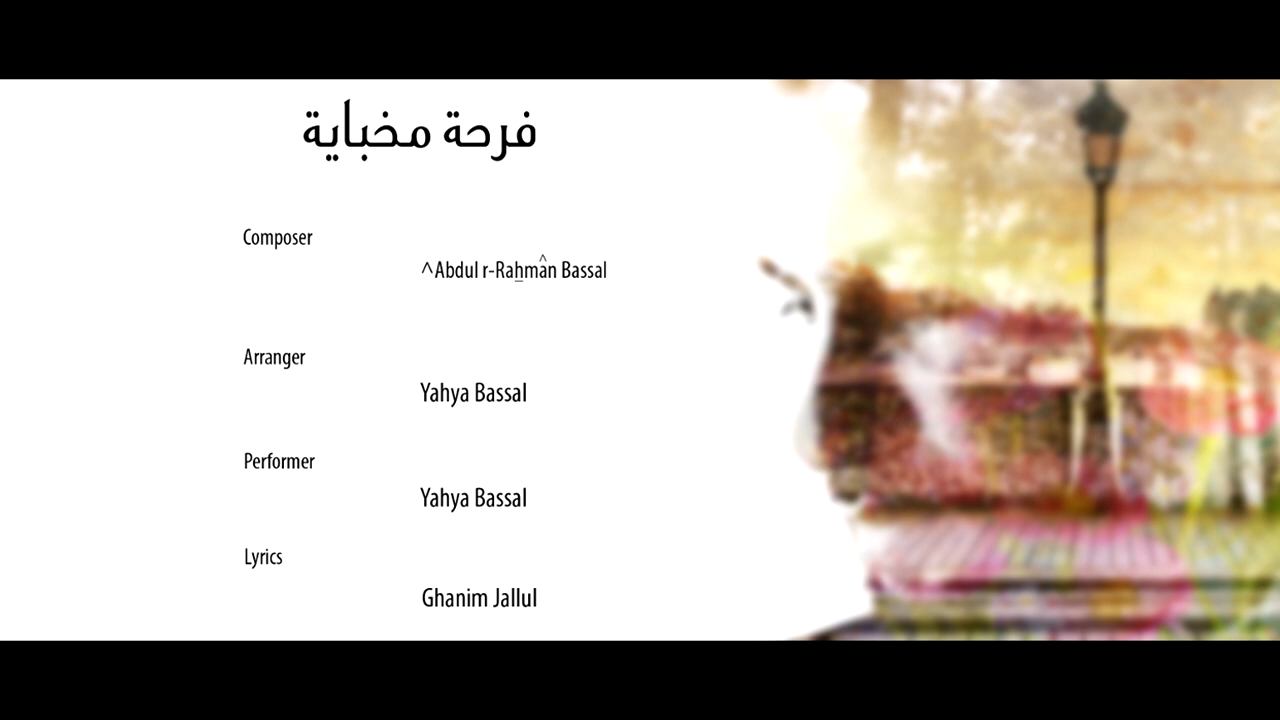 فرحة مخباية
Composer
^Abdul r-Raẖmân Bassal
Arranger
Yahya Bassal
Performer
Yahya Bassal
Lyrics
Ghanim Jallul